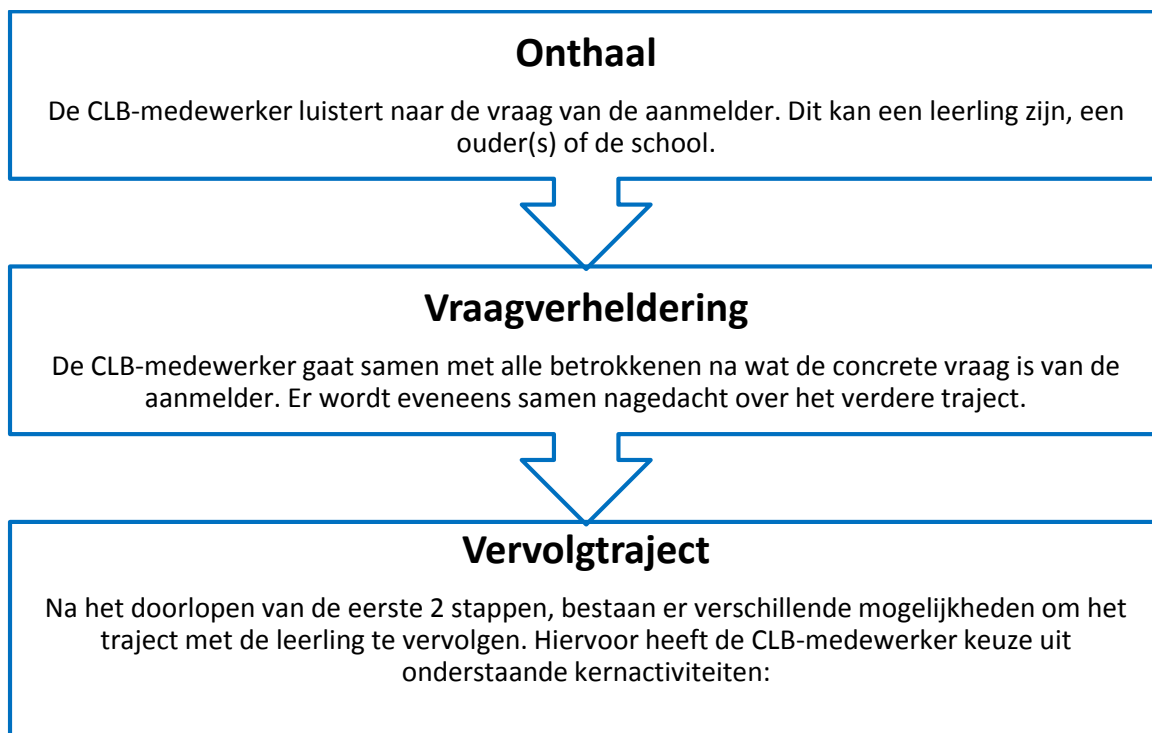 Onthaal
De CLB-medewerker luistert naar de vraag van de aanmelder. Dit kan een leerling zijn, een
ouder(s) of de school.
Vraagverheldering
De CLB-medewerker gaat samen met alle betrokkenen na wat de concrete vraag is van de
aanmelder. Er wordt eveneens samen nagedacht over het verdere traject.
Vervolgtraject
Na het doorlopen van de eerste 2 stappen, bestaan er verschillende mogelijkheden om het
traject met de leerling te vervolgen. Hiervoor heeft de CLB-medewerker keuze uit
onderstaande kernactiviteiten: